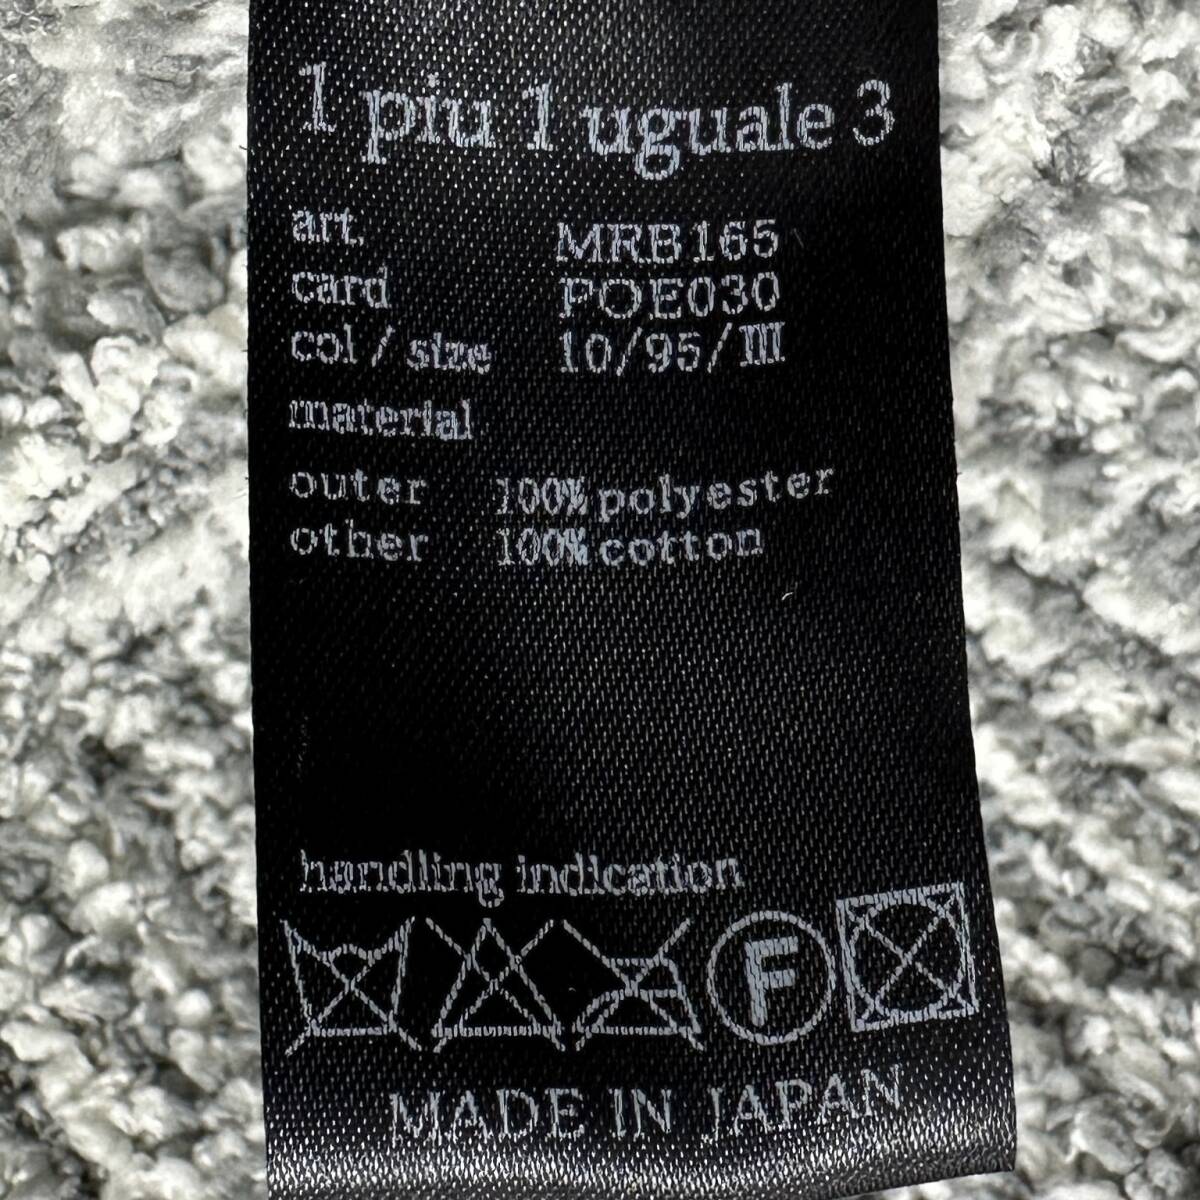 1 piu 1 uguale 3
art. MRB165
card POE030
col / size 10/95/III
material
outer 100% polyester
other 100% cotton
handling indication
F
MADE IN JAPAN